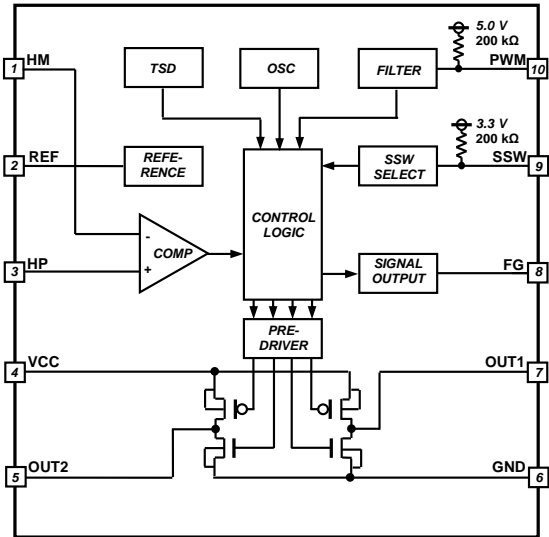 5.0 V
200 kΩ
HM
PWM
1
10
TSD
OSC
FILTER
3.3 V
200 kΩ
REF
SSW
2
9
REFE-
RENCE
SSW
SELECT
CONTROL
LOGIC
COMP
-
+
HP
FG
3
8
SIGNAL
OUTPUT
PRE-
DRIVER
VCC
OUT1
4
7
OUT2
GND
5
6